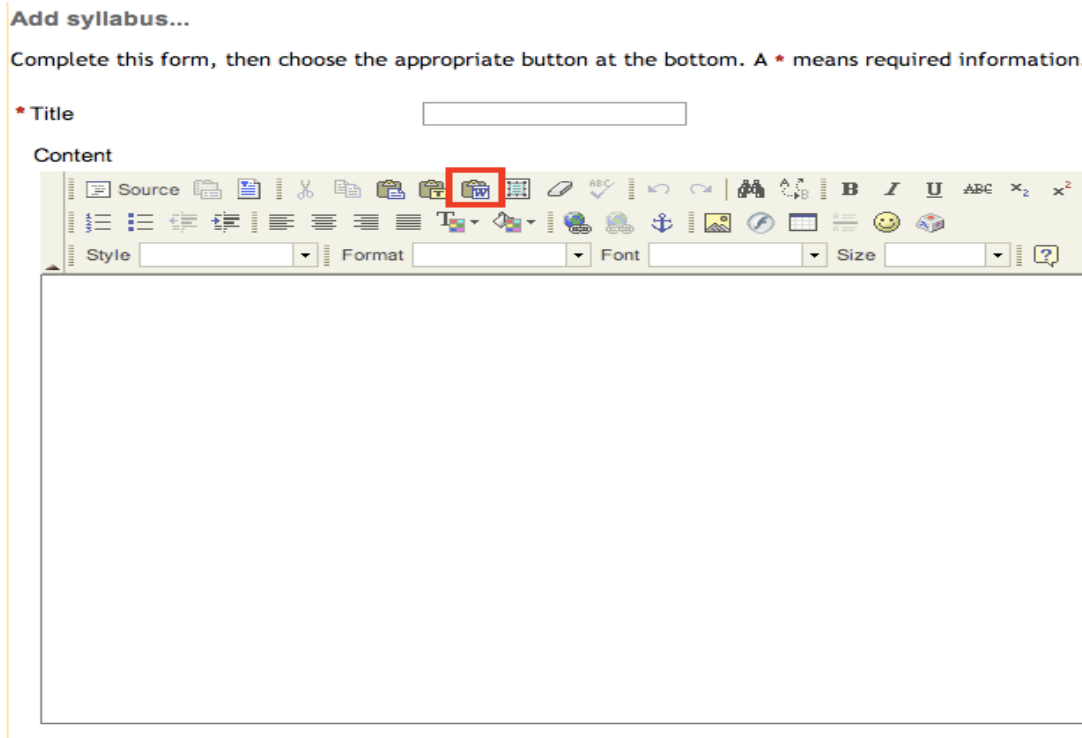 Add syllabus...
Complete this form, then choose the appropriate button at the bottom. A * means required information.
* Title
Content
Source ABC A B B I U ABC x₂ x²
T
Style Format Font Size ?